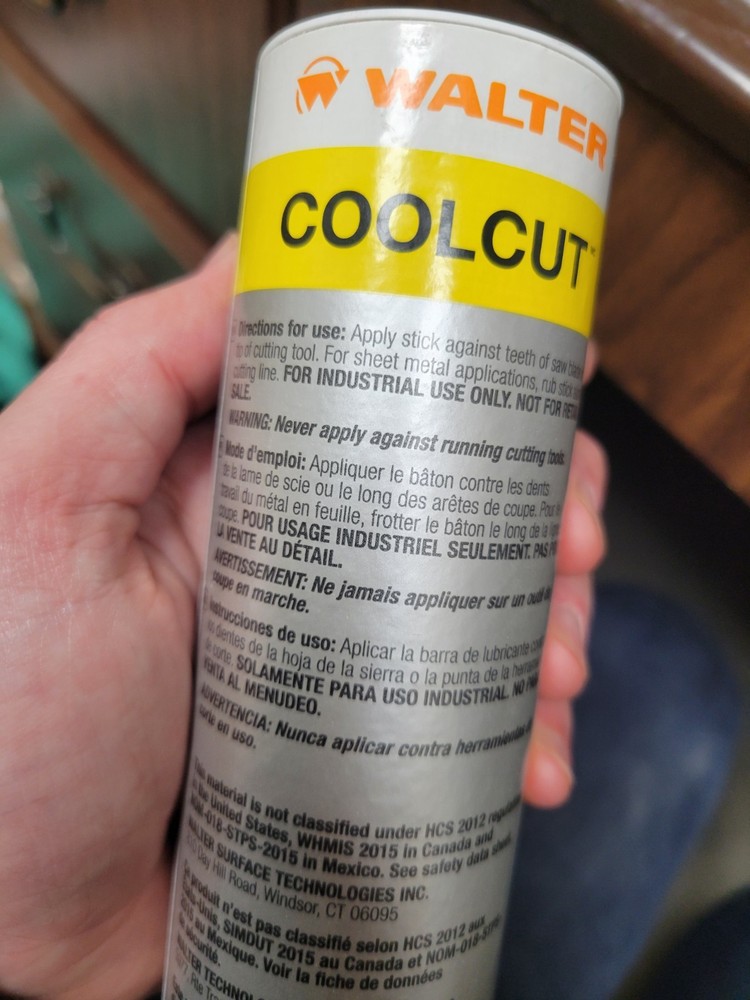 WALTER
COOLCUT
Directions for use: Apply stick against teeth of saw
tip of cutting tool. For sheet metal applications, rub stick
cutting line. FOR INDUSTRIAL USE ONLY. NOT FOR
SALE.
WARNING: Never apply against running cutting tools.
Mode d'emploi: Appliquer le bâton contre les dents
de la lame de scie ou le long des arêtes de coupe. Pour
travail du métal en feuille, frotter le bâton le long de la
coupe. POUR USAGE INDUSTRIEL SEULEMENT. PAS
LA VENTE AU DÉTAIL.
AVERTISSEMENT: Ne jamais appliquer sur un outil
coupe en marche.
Instrucciones de uso: Aplicar la barra de lubricante
los dientes de la hoja de la sierra o la punta de la
de corte. SOLAMENTE PARA USO INDUSTRIAL. NO
VENTA AL MENUDEO.
ADVERTENCIA: Nunca aplicar contra herramientas
corte en uso.
This material is not classified under HCS 2012
in the United States, WHMIS 2015 in Canada and
NOM-018-STPS-2015 in Mexico. See safety data sheet.
WALTER SURFACE TECHNOLOGIES INC.
Day Hill Road, Windsor, CT 06095
Ce produit n'est pas classifié selon HCS 2012 aux
États-Unis, SIMDUT 2015 au Canada et NOM-018-STPS-
2015 au Mexique. Voir la fiche de données
de sécurité.
WALTER